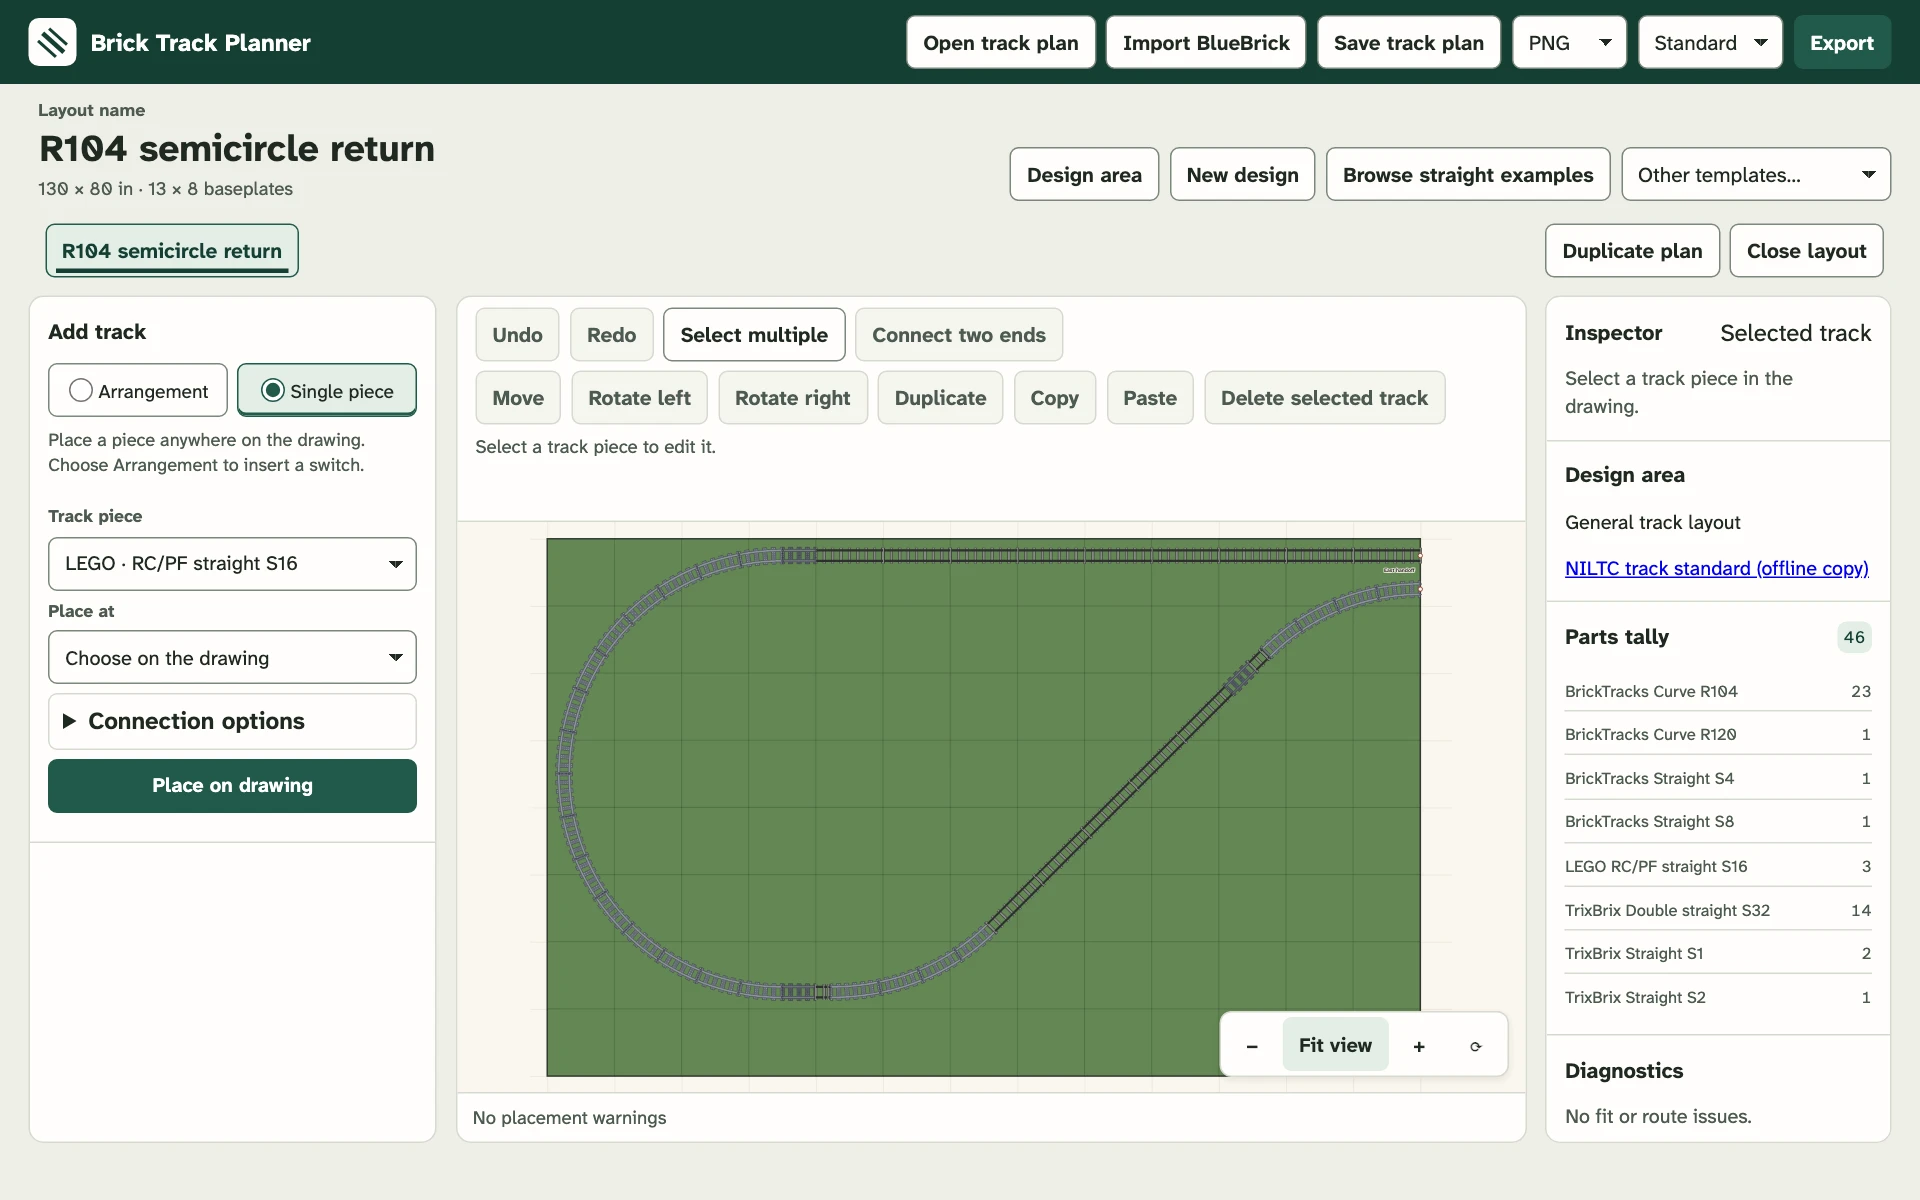 Brick Track Planner
Open track plan
Import BlueBrick
Save track plan
PNG
Standard
Export
Layout name
R104 semicircle return
130 × 80 in · 13 × 8 baseplates
Design area
New design
Browse straight examples
Other templates...
R104 semicircle return
Duplicate plan
Close layout
Add track
Arrangement
Single piece
Place a piece anywhere on the drawing.
Choose Arrangement to insert a switch.
Track piece
LEGO · RC/PF straight S16
Place at
Choose on the drawing
Connection options
Place on drawing
Undo
Redo
Select multiple
Connect two ends
Move
Rotate left
Rotate right
Duplicate
Copy
Paste
Delete selected track
Select a track piece to edit it.
− Fit view +
No placement warnings
Inspector
Selected track
Select a track piece in the
drawing.
Design area
General track layout
NILTC track standard (offline copy)
Parts tally 46
BrickTracks Curve R104 23
BrickTracks Curve R120 1
BrickTracks Straight S4 1
BrickTracks Straight S8 1
LEGO RC/PF straight S16 3
TrixBrix Double straight S32 14
TrixBrix Straight S1 2
TrixBrix Straight S2 1
Diagnostics
No fit or route issues.